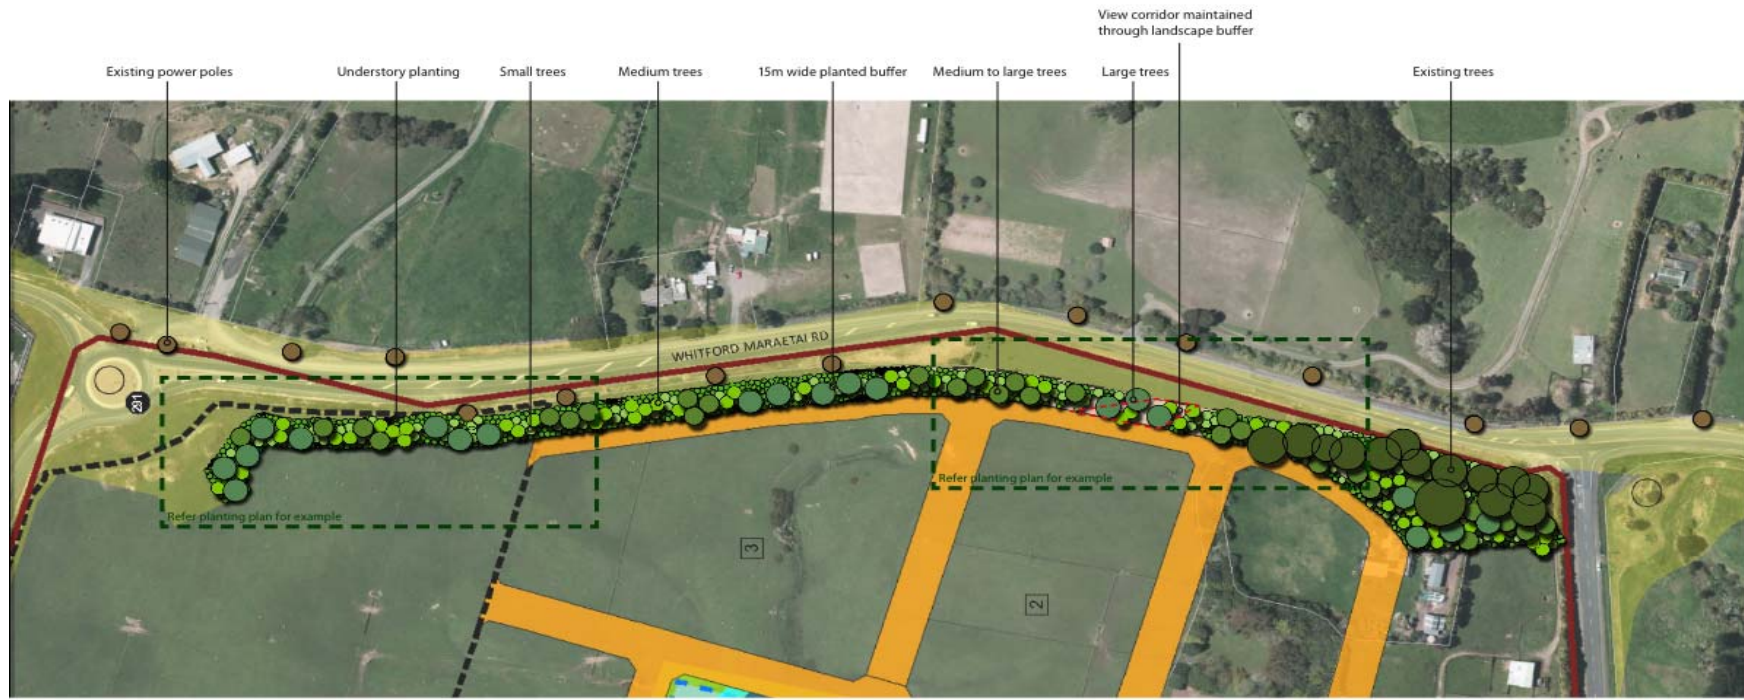 View corridor maintained
through landscape buffer
Existing power poles
Understory planting
Small trees
Medium trees
15m wide planted buffer
Medium to large trees
Large trees
Existing trees
WHITFORD MARAETAI RD
291
Refer planting plan for example
Refer planting plan for example
3
2